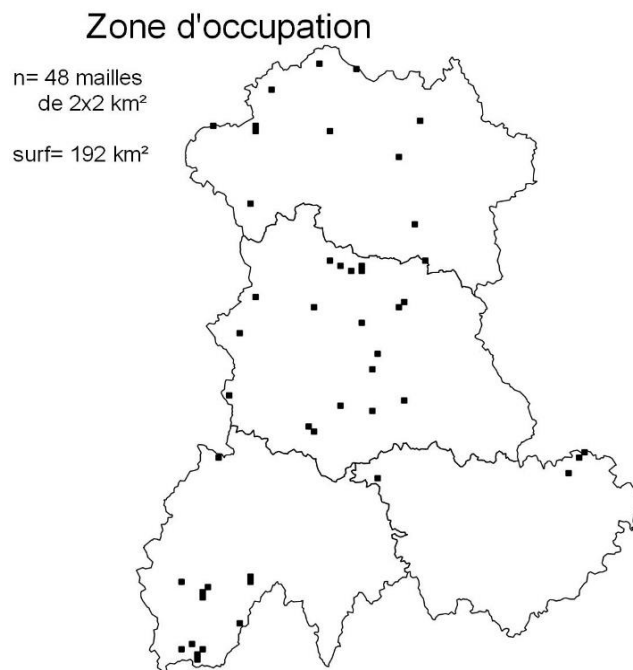 Zone d'occupation
n= 48 mailles
de 2x2 km²
surf= 192 km²